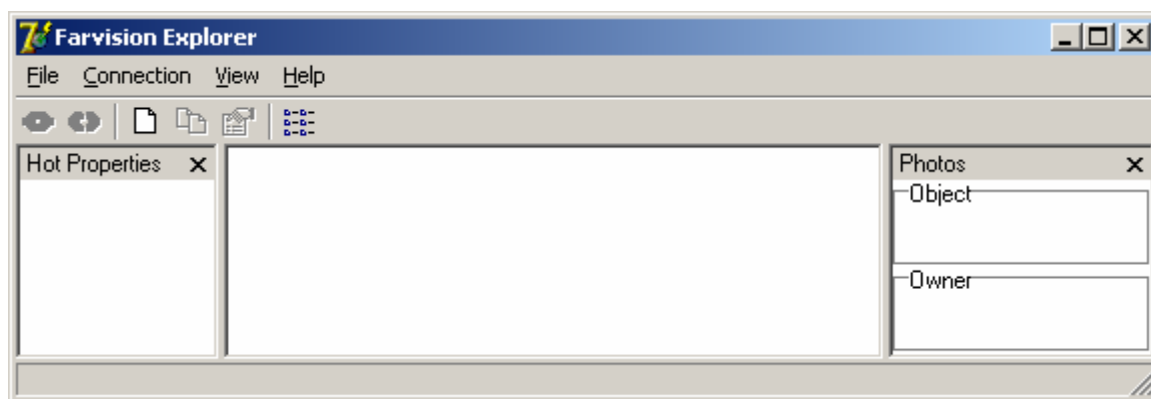 Farvision Explorer
File Connection View Help
Hot Properties
Photos
Object
Owner